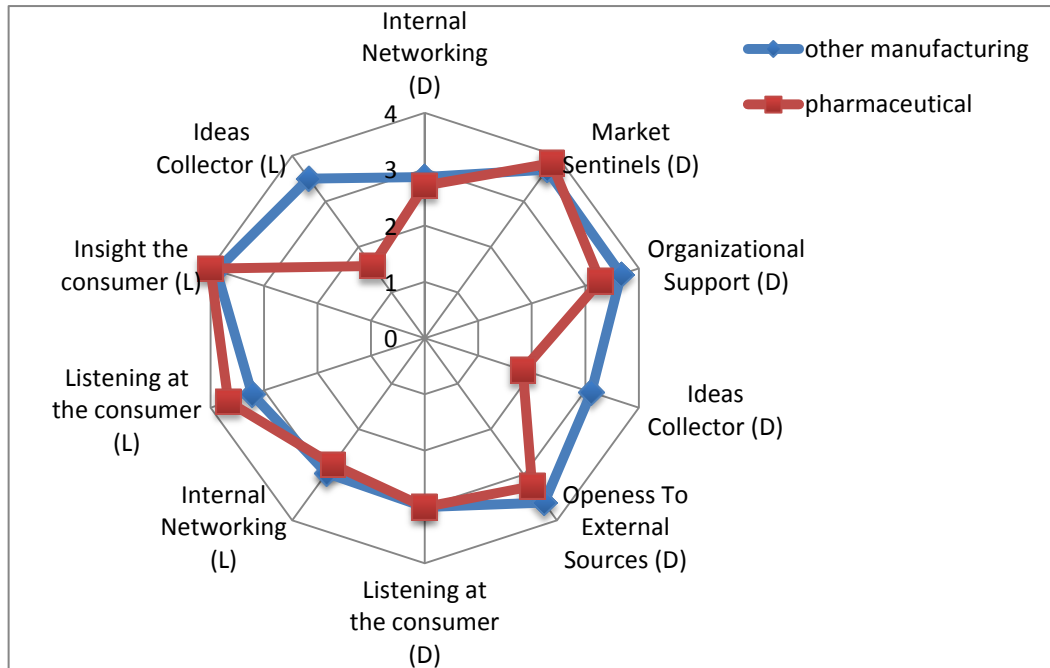 Internal
Networking
(D)
other manufacturing
pharmaceutical
4
3
2
1
0
Market
Sentinels (D)
Organizational
Support (D)
Ideas
Collector (D)
Openess To
External
Sources (D)
Listening at
the consumer
(D)
Internal
Networking
(L)
Listening at
the consumer
(L)
Insight the
consumer (L)
Ideas
Collector (L)